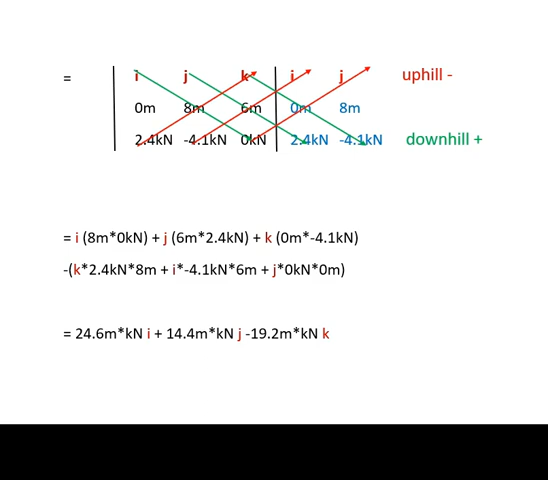 = i j k i j uphill -
0m 8m 6m 0m 8m
2.4kN -4.1kN 0kN 2.4kN -4.1kN downhill +
= i (8m*0kN) + j (6m*2.4kN) + k (0m*-4.1kN)
-(k*2.4kN*8m + i*-4.1kN*6m + j*0kN*0m)
= 24.6m*kN i + 14.4m*kN j -19.2m*kN k